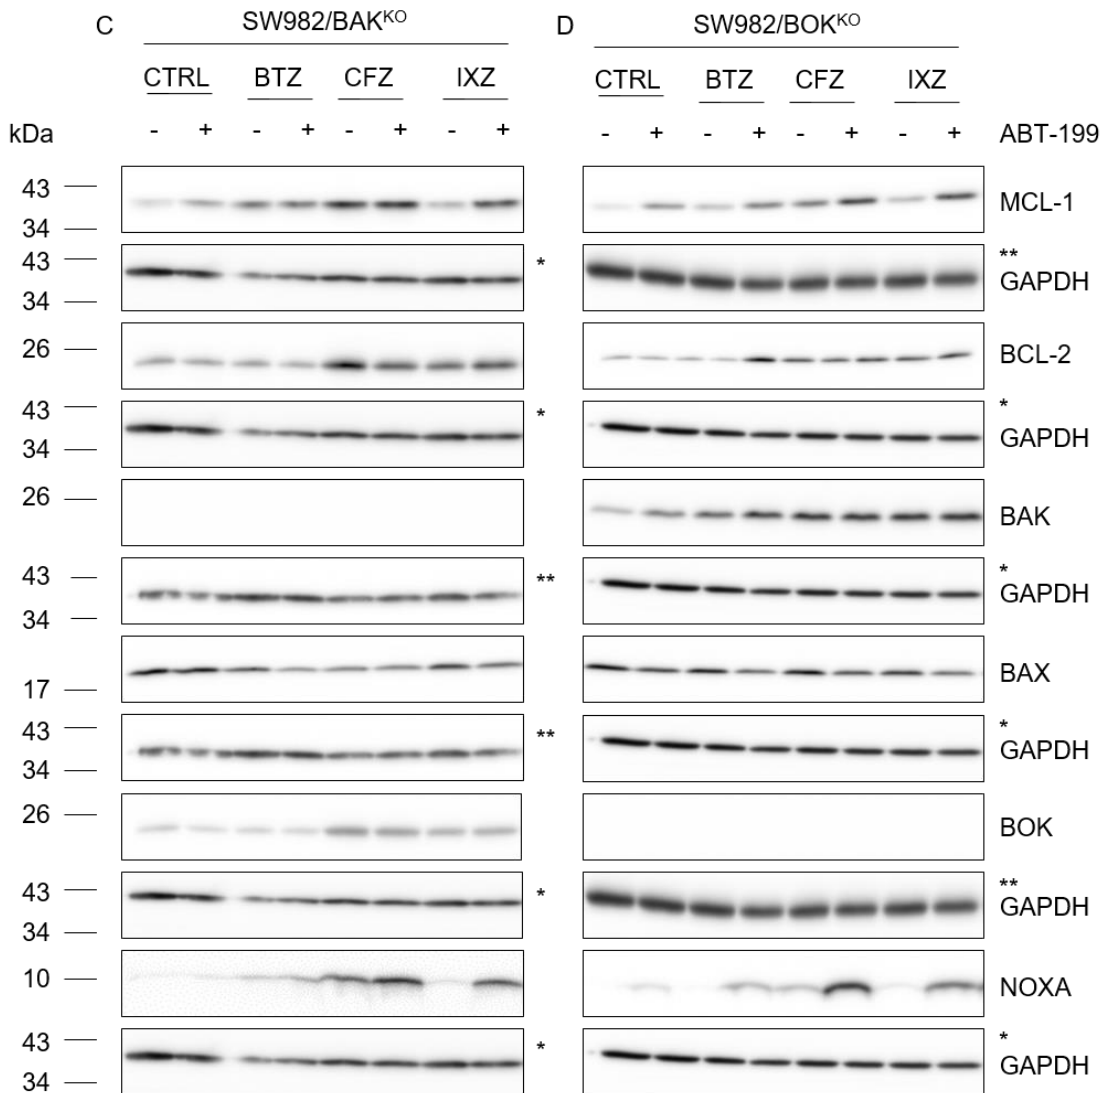 C SW982/BAKKO D SW982/BOKKO
CTRL BTZ CFZ IXZ CTRL BTZ CFZ IXZ
kDa - + - + - + - + - + - + - + - + ABT-199
43
34 MCL-1
43 * **
34 GAPDH
26 BCL-2
43 * *
34 GAPDH
26 BAK
43 ** *
34 GAPDH
17 BAX
43 ** *
34 GAPDH
26 BOK
43 * **
34 GAPDH
10 NOXA
43 * *
34 GAPDH